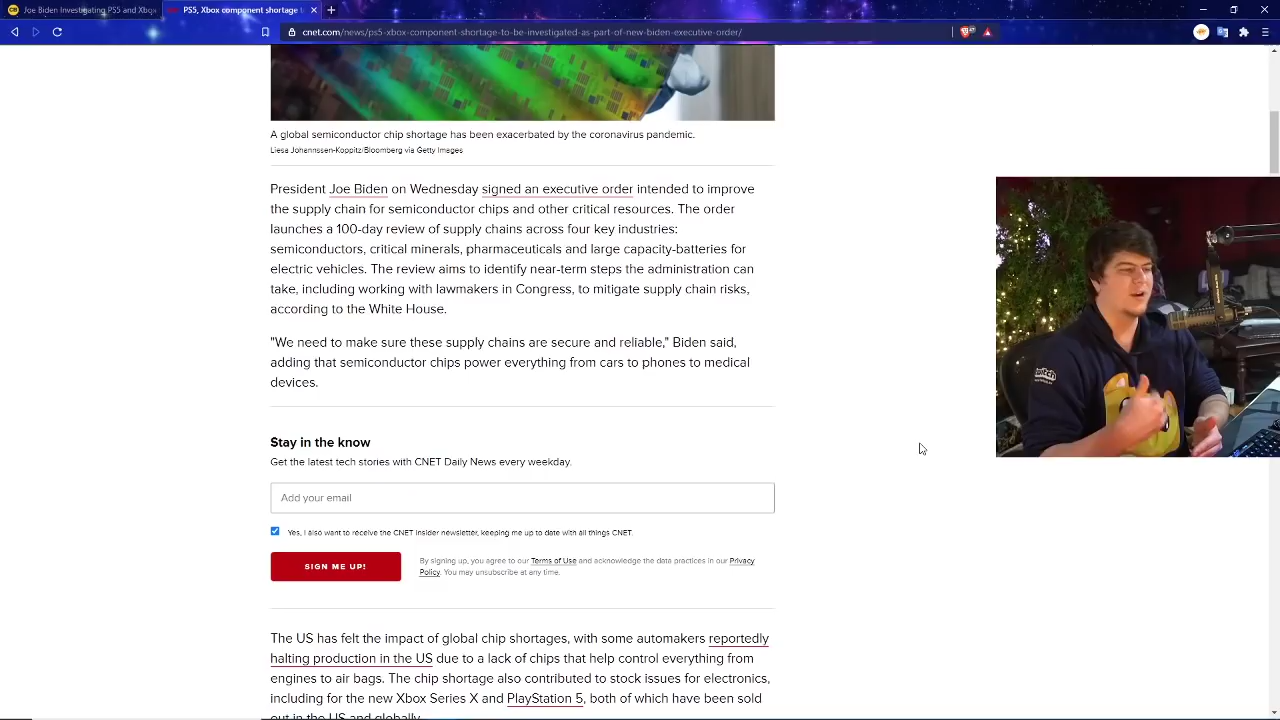 Joe Biden Investigating PS5 and Xbox
PS5, Xbox component shortage t
cnet.com/news/ps5-xbox-component-shortage-to-be-investigated-as-part-of-new-biden-executive-order/
A global semiconductor chip shortage has been exacerbated by the coronavirus pandemic.
Liesa Johannssen-Koppitz/Bloomberg via Getty Images
President Joe Biden on Wednesday signed an executive order intended to improve
the supply chain for semiconductor chips and other critical resources. The order
launches a 100-day review of supply chains across four key industries:
semiconductors, critical minerals, pharmaceuticals and large capacity-batteries for
electric vehicles. The review aims to identify near-term steps the administration can
take, including working with lawmakers in Congress, to mitigate supply chain risks,
according to the White House.
"We need to make sure these supply chains are secure and reliable," Biden said,
adding that semiconductor chips power everything from cars to phones to medical
devices.
Stay in the know
Get the latest tech stories with CNET Daily News every weekday.
Add your email
Yes, I also want to receive the CNET Insider newsletter, keeping me up to date with all things CNET.
SIGN ME UP!
By signing up, you agree to our Terms of Use and acknowledge the data practices in our Privacy
Policy. You may unsubscribe at any time.
twitch
The US has felt the impact of global chip shortages, with some automakers reportedly
halting production in the US due to a lack of chips that help control everything from
engines to air bags. The chip shortage also contributed to stock issues for electronics,
including for the new Xbox Series X and PlayStation 5, both of which have been sold
out in the US and globally.